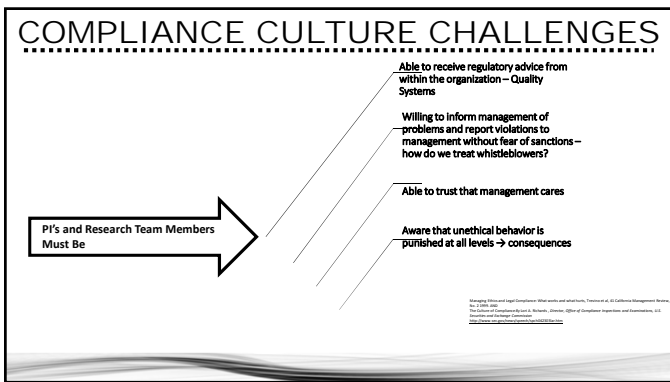 COMPLIANCE CULTURE CHALLENGES
Able to receive regulatory advice from
within the organization – Quality
Systems
Willing to inform management of
problems and report violations to
management without fear of sanctions –
how do we treat whistleblowers?
Able to trust that management cares
PI's and Research Team Members
Must Be
Aware that unethical behavior is
punished at all levels → consequences
Managing Ethics and Legal Compliance: What works and what hurts, Trevino et al, 41 California Management Review,
No. 2 1999. AND
The Culture of Compliance By Lori A. Richards , Director, Office of Compliance Inspections and Examinations, U.S.
Securities and Exchange Commission